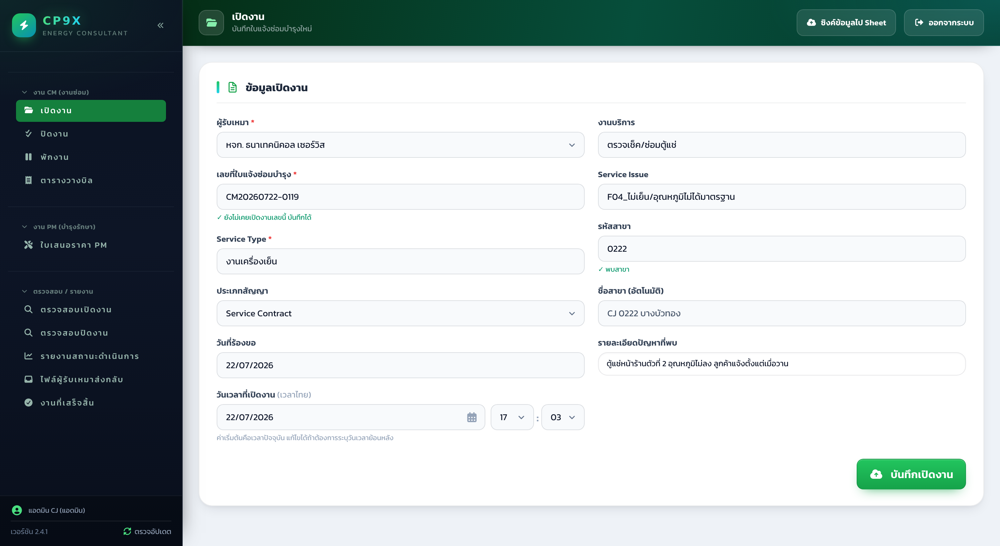 CP9X
ENERGY CONSULTANT
งาน CM (งานซ่อม)
เปิดงาน
ปิดงาน
พักงาน
ตารางวางบิล
งาน PM (บำรุงรักษา)
ใบเสนอราคา PM
ตรวจสอบ / รายงาน
ตรวจสอบเปิดงาน
ตรวจสอบปิดงาน
รายงานสถานะดำเนินการ
ไฟล์ผู้รับเหมาส่งกลับ
งานที่เสร็จสิ้น
แอดมิน CJ (แอดมิน)
เวอร์ชัน 2.4.1
ตรวจอัปเดต
เปิดงาน
บันทึกใบแจ้งซ่อมบำรุงใหม่
ซิงค์ข้อมูลไป Sheet
ออกจากระบบ
ข้อมูลเปิดงาน
ผู้รับเหมา *
หจก. ธนาเทคนิคอล เซอร์วิส
เลขที่ใบแจ้งซ่อมบำรุง *
CM20260722-0119
✓ ยังไม่เคยเปิดงานเลขนี้ บันทึกได้
Service Type *
งานเครื่องเย็น
ประเภทสัญญา
Service Contract
วันที่ร้องขอ
22/07/2026
วันเวลาที่เปิดงาน (เวลาไทย)
22/07/2026 17 : 03
ค่าเริ่มต้นคือเวลาปัจจุบัน แก้ไขได้ถ้าต้องการระบุวันเวลาย้อนหลัง
งานบริการ
ตรวจเช็ค/ซ่อมตู้แช่
Service Issue
F04_ไม่เย็น/อุณหภูมิไม่ได้มาตรฐาน
รหัสสาขา
0222
✓ พบสาขา
ชื่อสาขา (อัตโนมัติ)
CJ 0222 บางบัวทอง
รายละเอียดปัญหาที่พบ
ตู้แช่หน้าร้านตัวที่ 2 อุณหภูมิไม่ลง ลูกค้าแจ้งตั้งแต่เมื่อวาน
บันทึกเปิดงาน